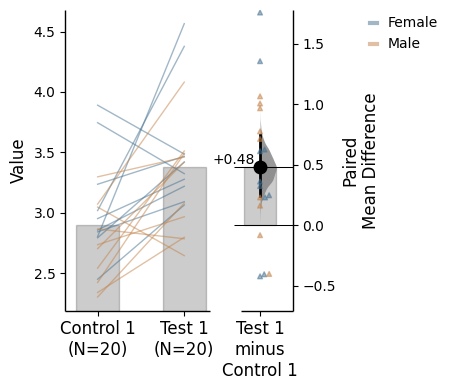 Female
Male
Value
4.5
4.0
3.5
3.0
2.5
Control 1
(N=20)
Test 1
(N=20)
+0.48
1.5
1.0
0.5
0.0
−0.5
Paired
Mean Difference
Test 1
minus
Control 1